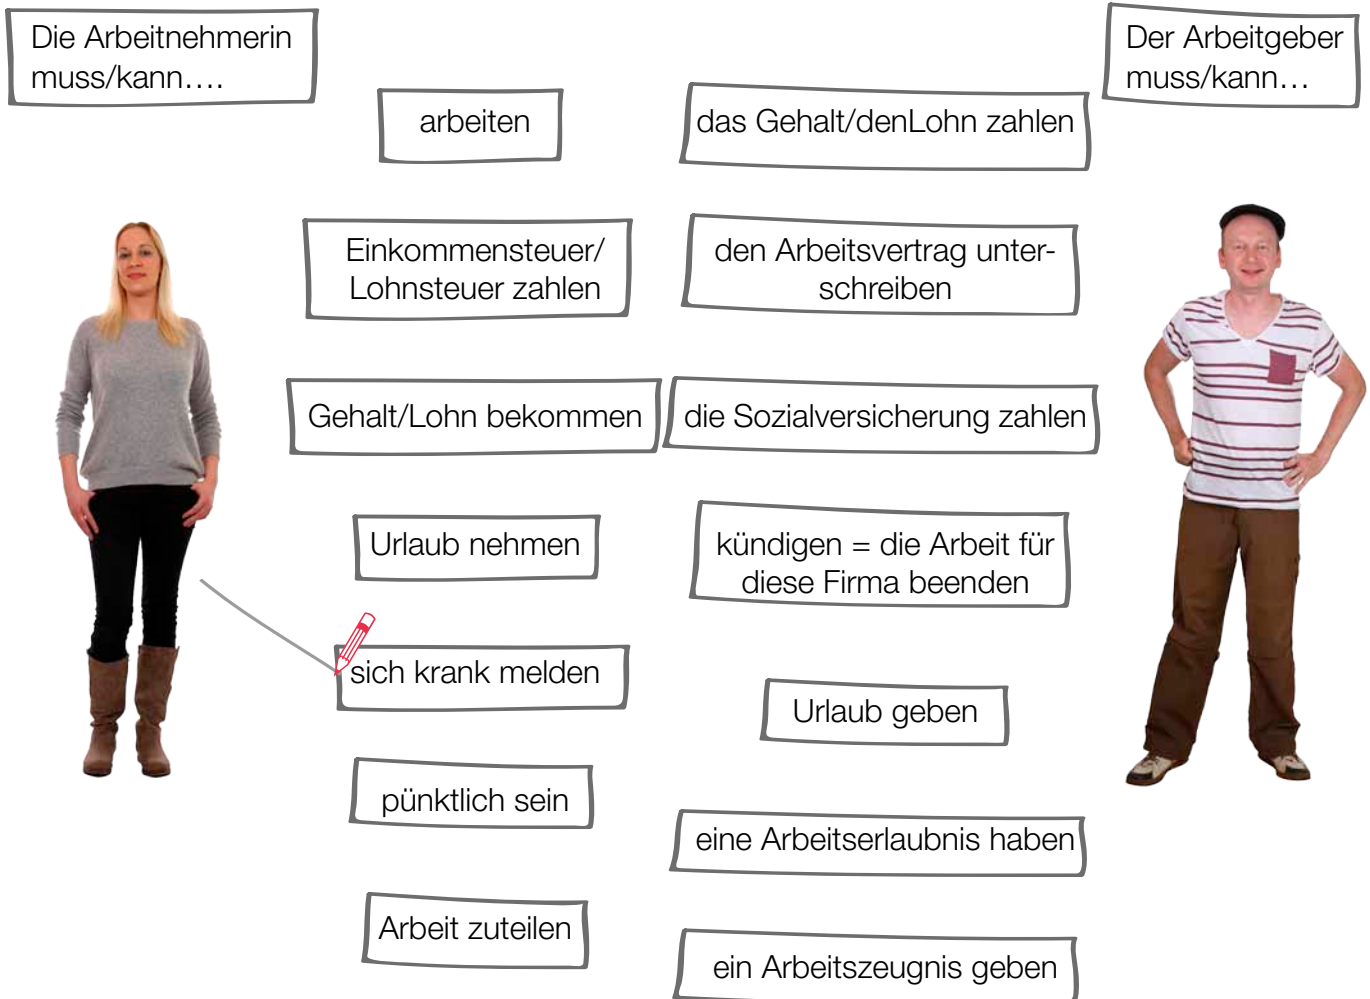 Die Arbeitnehmerin
muss/kann….
Der Arbeitgeber
muss/kann…
arbeiten
das Gehalt/denLohn zahlen
Einkommensteuer/
Lohnsteuer zahlen
den Arbeitsvertrag unter-
schreiben
Gehalt/Lohn bekommen
die Sozialversicherung zahlen
Urlaub nehmen
kündigen = die Arbeit für
diese Firma beenden
sich krank melden
Urlaub geben
pünktlich sein
eine Arbeitserlaubnis haben
Arbeit zuteilen
ein Arbeitszeugnis geben